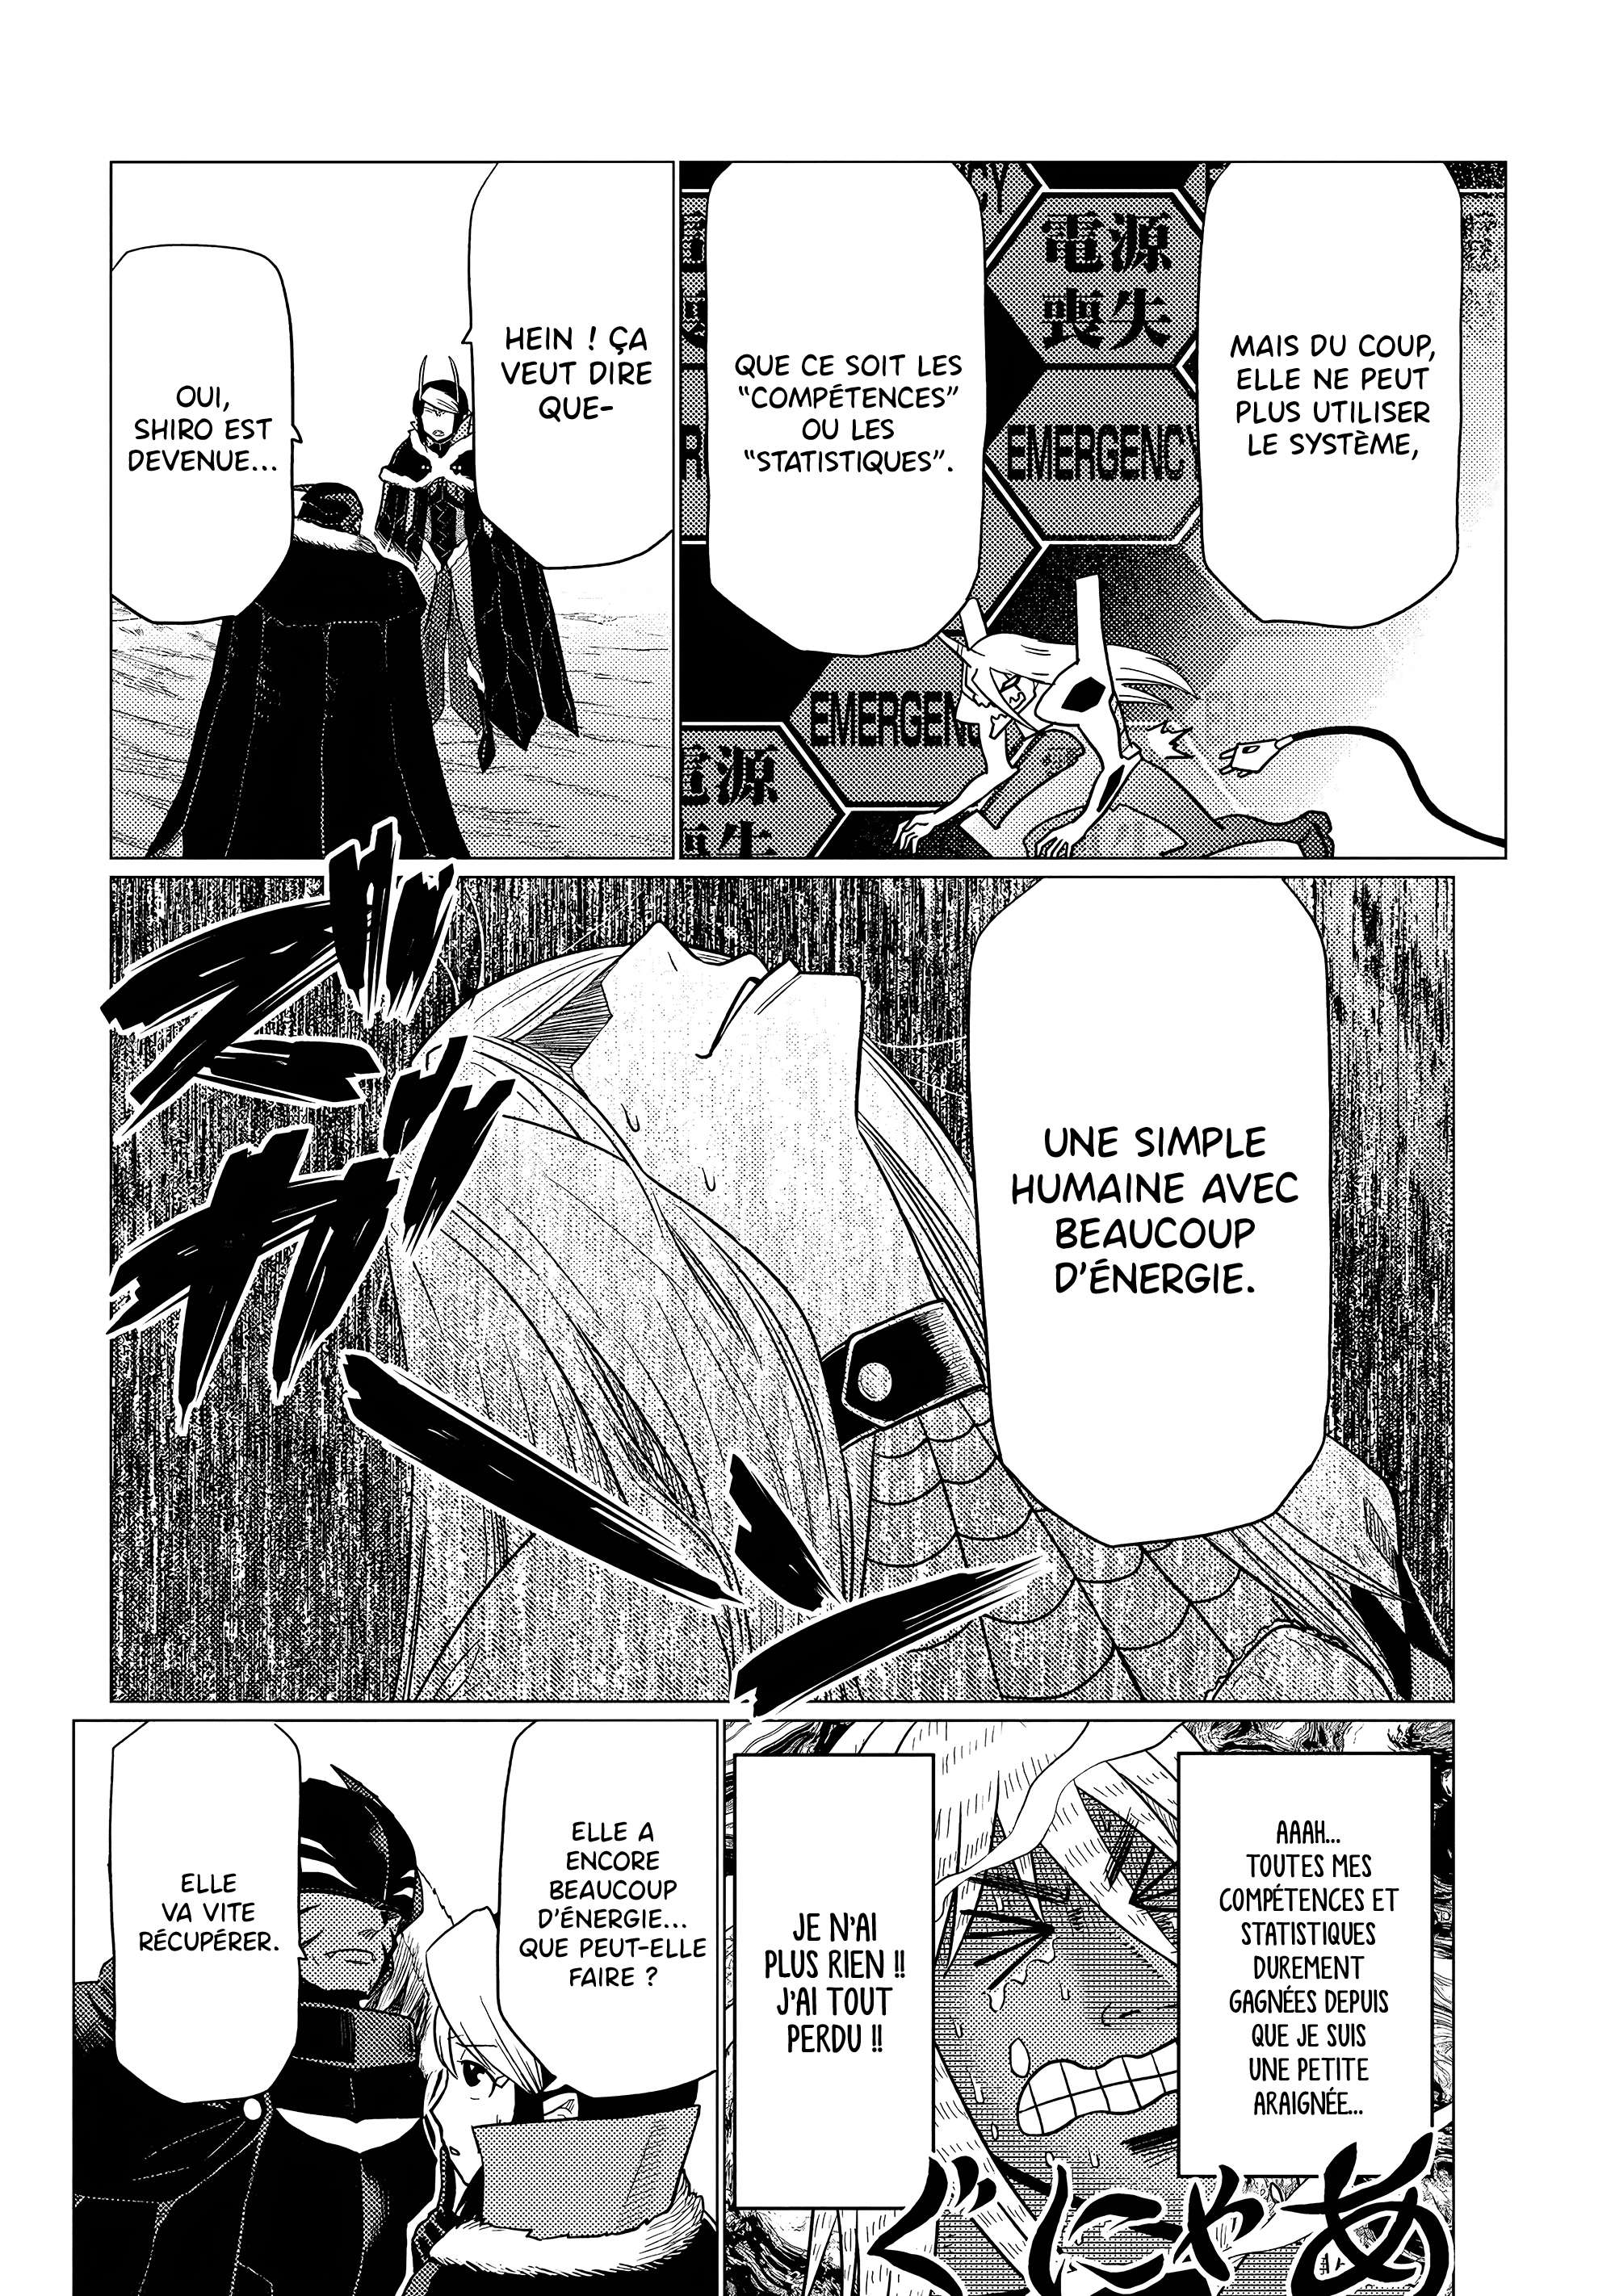 MAIS DU COUP,
ELLE NE PEUT
PLUS UTILISER
LE SYSTÈME,
電源
喪失
EMERGENCY
EMERGENC
電源
QUE CE SOIT LES
“COMPÉTENCES”
OU LES
“STATISTIQUES”.
HEIN ! ÇA
VEUT DIRE
QUE-
OUI,
SHIRO EST
DEVENUE...
UNE SIMPLE
HUMAINE AVEC
BEAUCOUP
D’ÉNERGIE.
AAAH...
TOUTES MES
COMPÉTENCES ET
STATISTIQUES
DUREMENT
GAGNÉES DEPUIS
QUE JE SUIS
UNE PETITE
ARAIGNÉE...
JE N’AI
PLUS RIEN !!
J’AI TOUT
PERDU !!
ぐにゃあ
ELLE A
ENCORE
BEAUCOUP
D’ÉNERGIE...
QUE PEUT-ELLE
FAIRE ?
ELLE
VA VITE
RÉCUPÉRER.